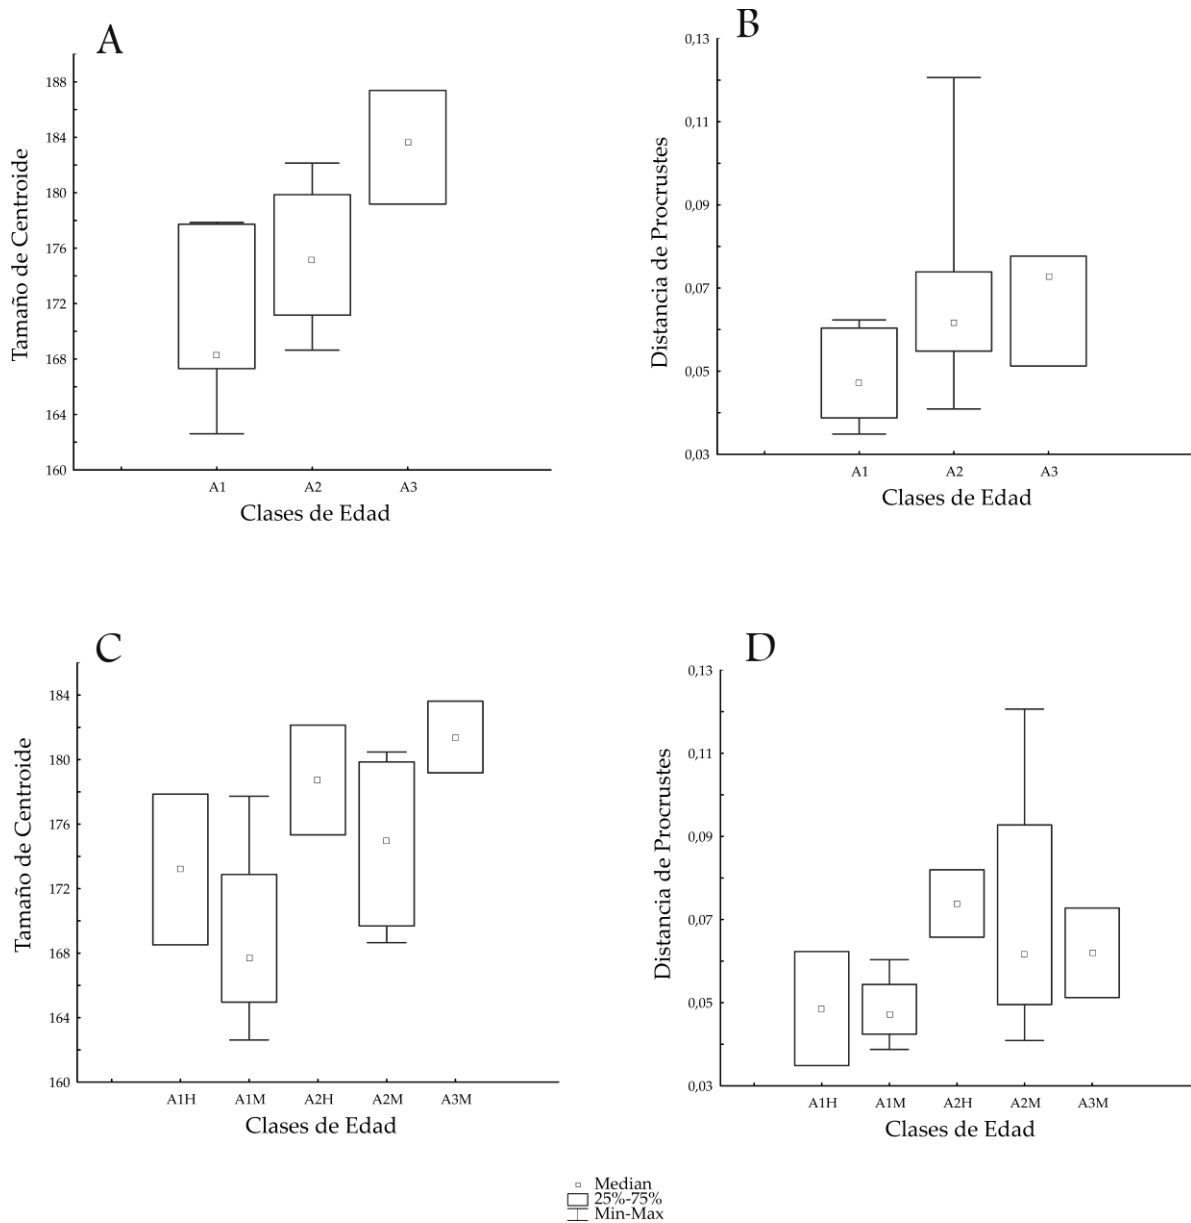 A
Tamaño de Centroide
188
184
180
176
172
168
164
160
A1 A2 A3
Clases de Edad
B
Distancia de Procrustes
0,13
0,11
0,09
0,07
0,05
0,03
A1 A2 A3
Clases de Edad
C
Tamaño de Centroide
184
180
176
172
168
164
160
A1H A1M A2H A2M A3M
Clases de Edad
D
Distancia de Procrustes
0,13
0,11
0,09
0,07
0,05
0,03
A1H A1M A2H A2M A3M
Clases de Edad
Median
25%-75%
Min-Max